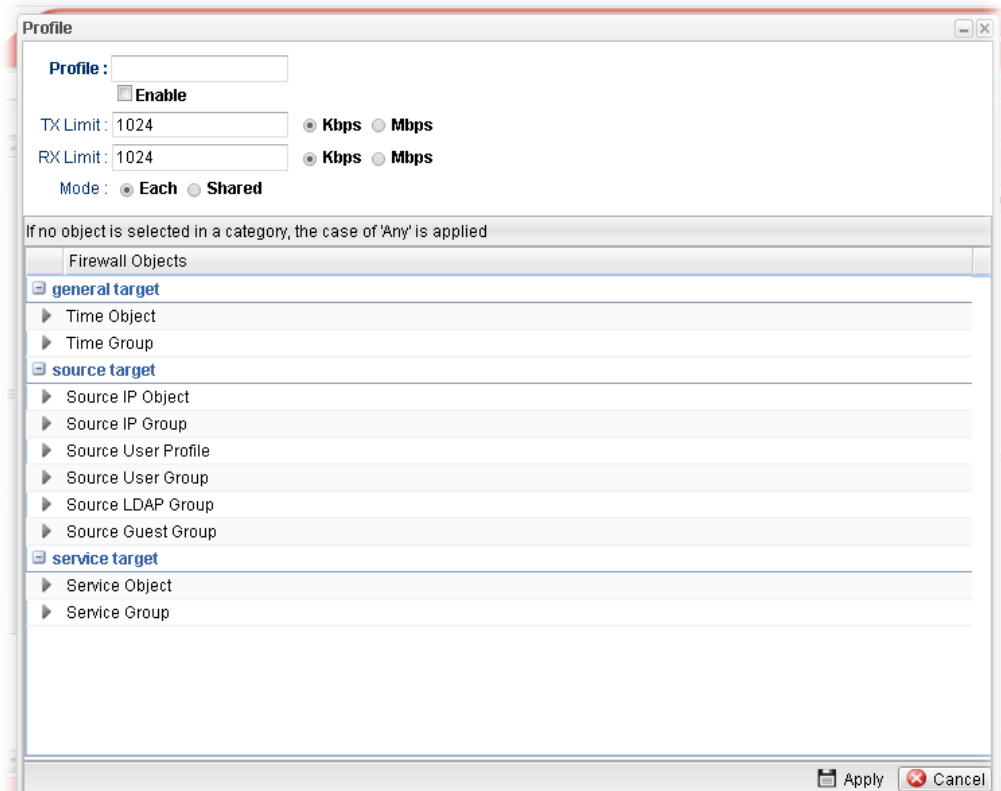 Profile
Profile :
Enable
TX Limit : 1024 Kbps Mbps
RX Limit : 1024 Kbps Mbps
Mode : Each Shared
If no object is selected in a category, the case of 'Any' is applied
Firewall Objects
general target
Time Object
Time Group
source target
Source IP Object
Source IP Group
Source User Profile
Source User Group
Source LDAP Group
Source Guest Group
service target
Service Object
Service Group
Apply Cancel